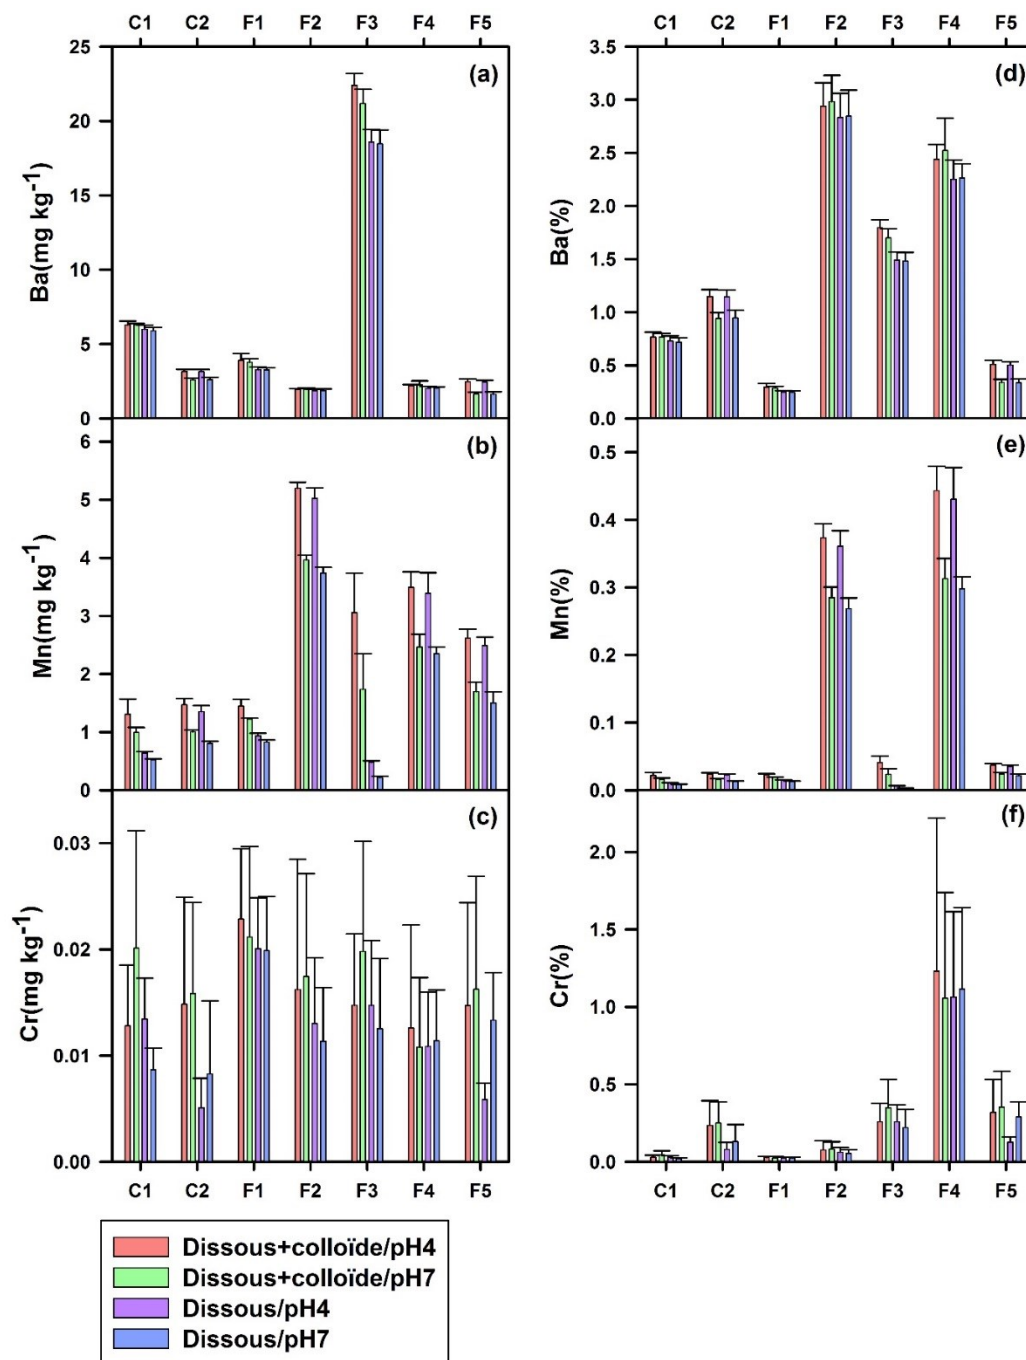 C1 C2 F1 F2 F3 F4 F5
C1 C2 F1 F2 F3 F4 F5
(a)
25
20
15
10
5
0
Ba(mg kg-1)
(d)
3.5
3.0
2.5
2.0
1.5
1.0
0.5
0.0
Ba(%)
(b)
6
5
4
3
2
1
0
Mn(mg kg-1)
(e)
0.5
0.4
0.3
0.2
0.1
0.0
Mn(%)
(c)
0.03
0.02
0.01
0.00
Cr(mg kg-1)
(f)
2.0
1.5
1.0
0.5
0.0
Cr(%)
C1 C2 F1 F2 F3 F4 F5
C1 C2 F1 F2 F3 F4 F5
Dissous+colloïde/pH4
Dissous+colloïde/pH7
Dissous/pH4
Dissous/pH7